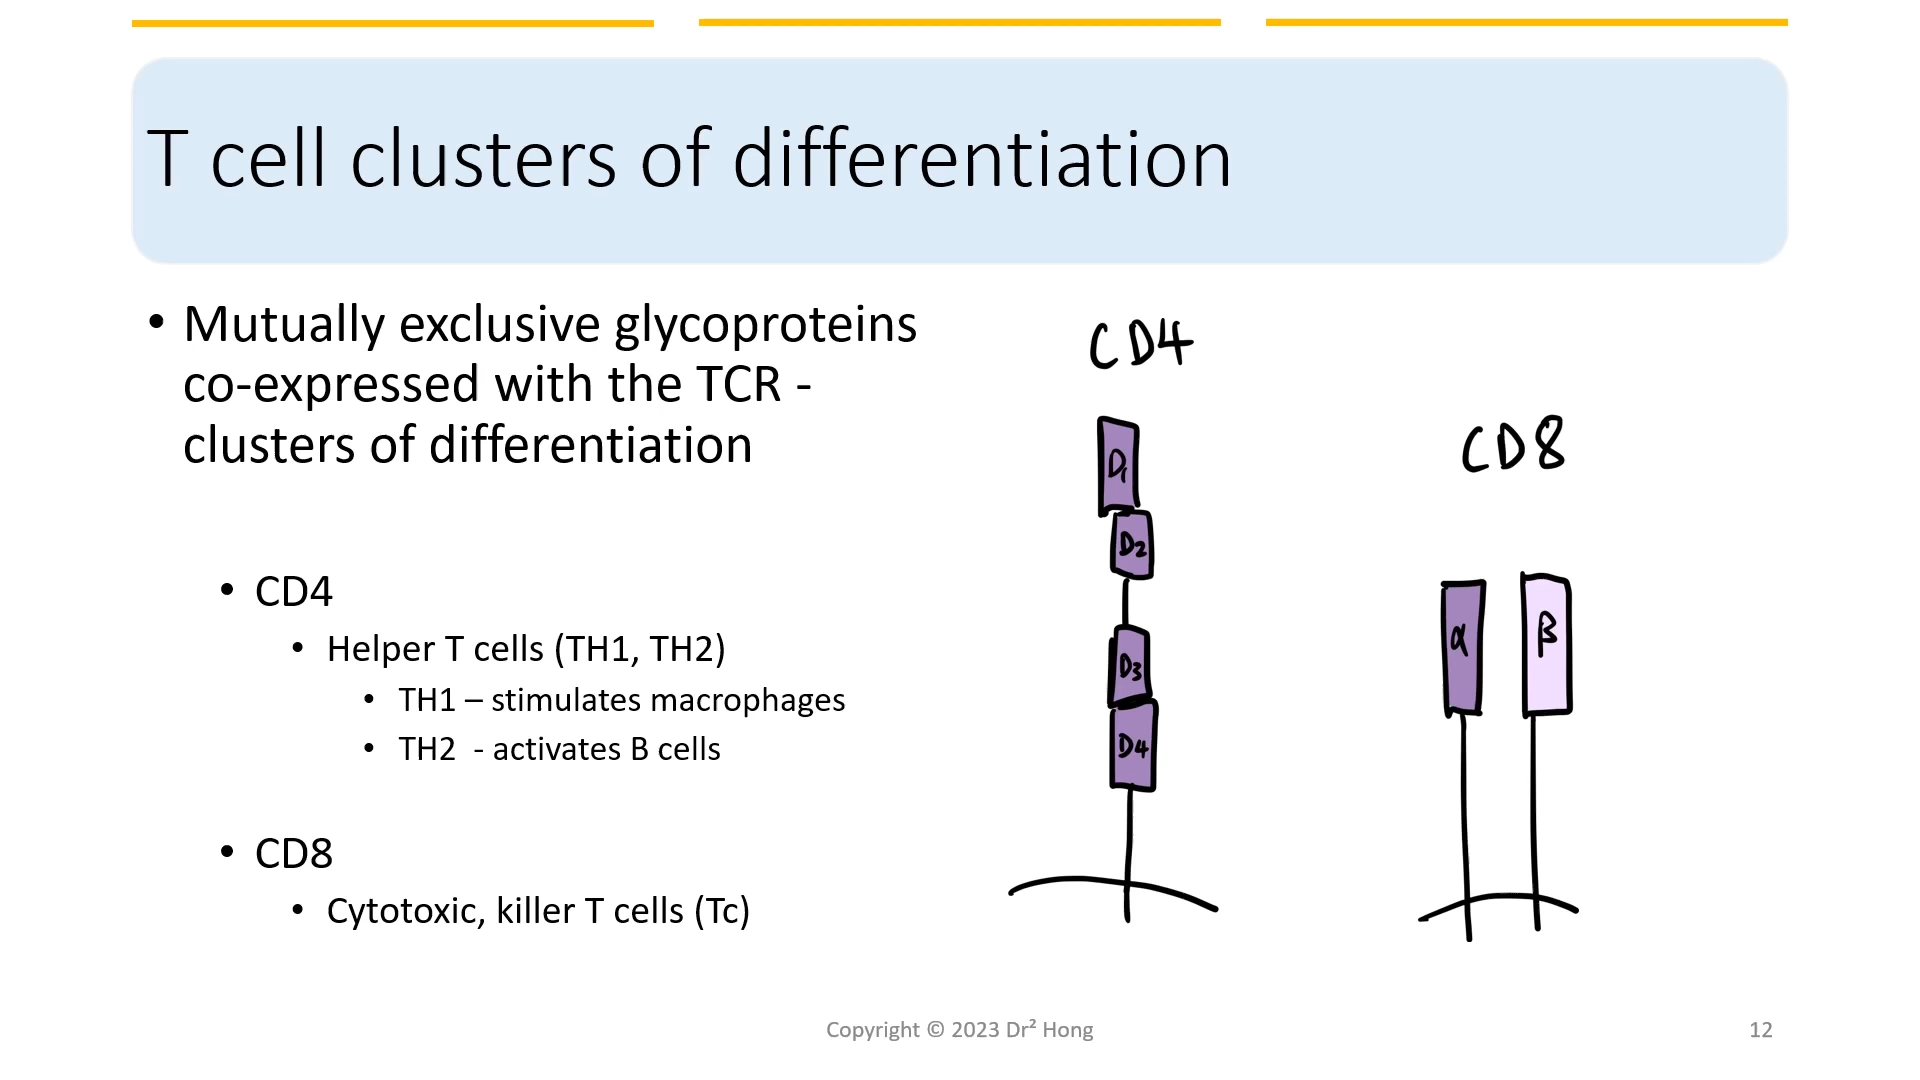 T cell clusters of differentiation
• Mutually exclusive glycoproteins
co-expressed with the TCR -
clusters of differentiation
• CD4
• Helper T cells (TH1, TH2)
• TH1 – stimulates macrophages
• TH2  - activates B cells
• CD8
• Cytotoxic, killer T cells (Tc)
CD4
D1
D2
D3
D4
CD8
α
β
Copyright © 2023 Dr² Hong
12